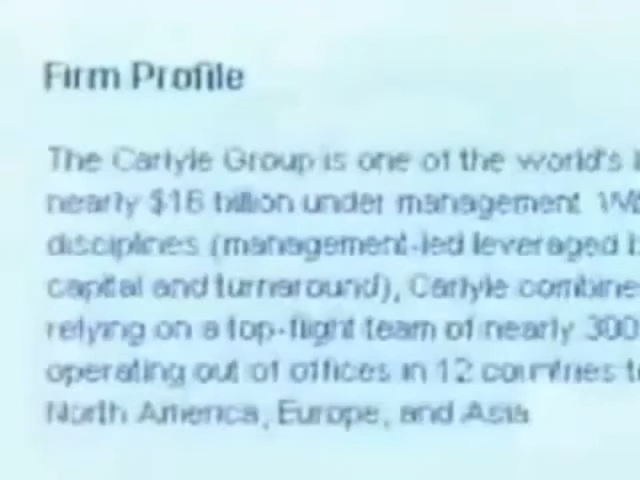 Firm Profile
The Carlyle Group is one of the world's
nearly $16 billion under management.
disciplines (management-led leveraged
capital and turnaround), Carlyle combine
relying on a top-flight team of nearly 300
operating out of offices in 12 countries
North America, Europe, and Asia